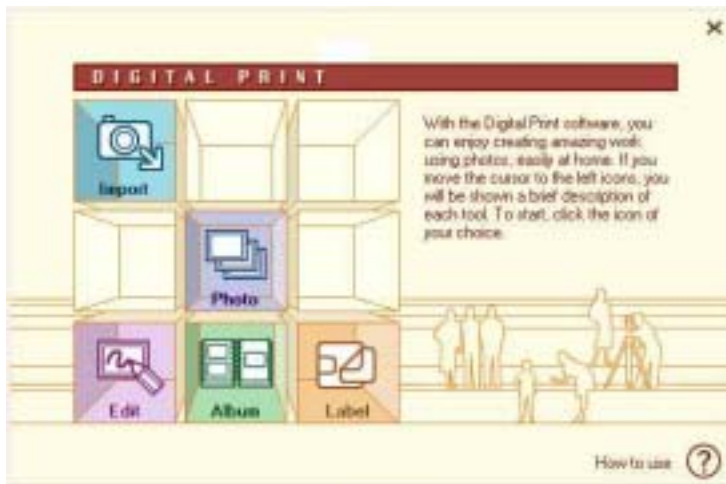 DIGITAL PRINT
Import
With the Digital Print software, you
can enjoy creating amazing work
using photos, easily at home. If you
move the cursor to the left icons, you
will be shown a brief description of
each tool. To start, click the icon of
your choice.
Photo
Edit
Album
Label
How to use
?